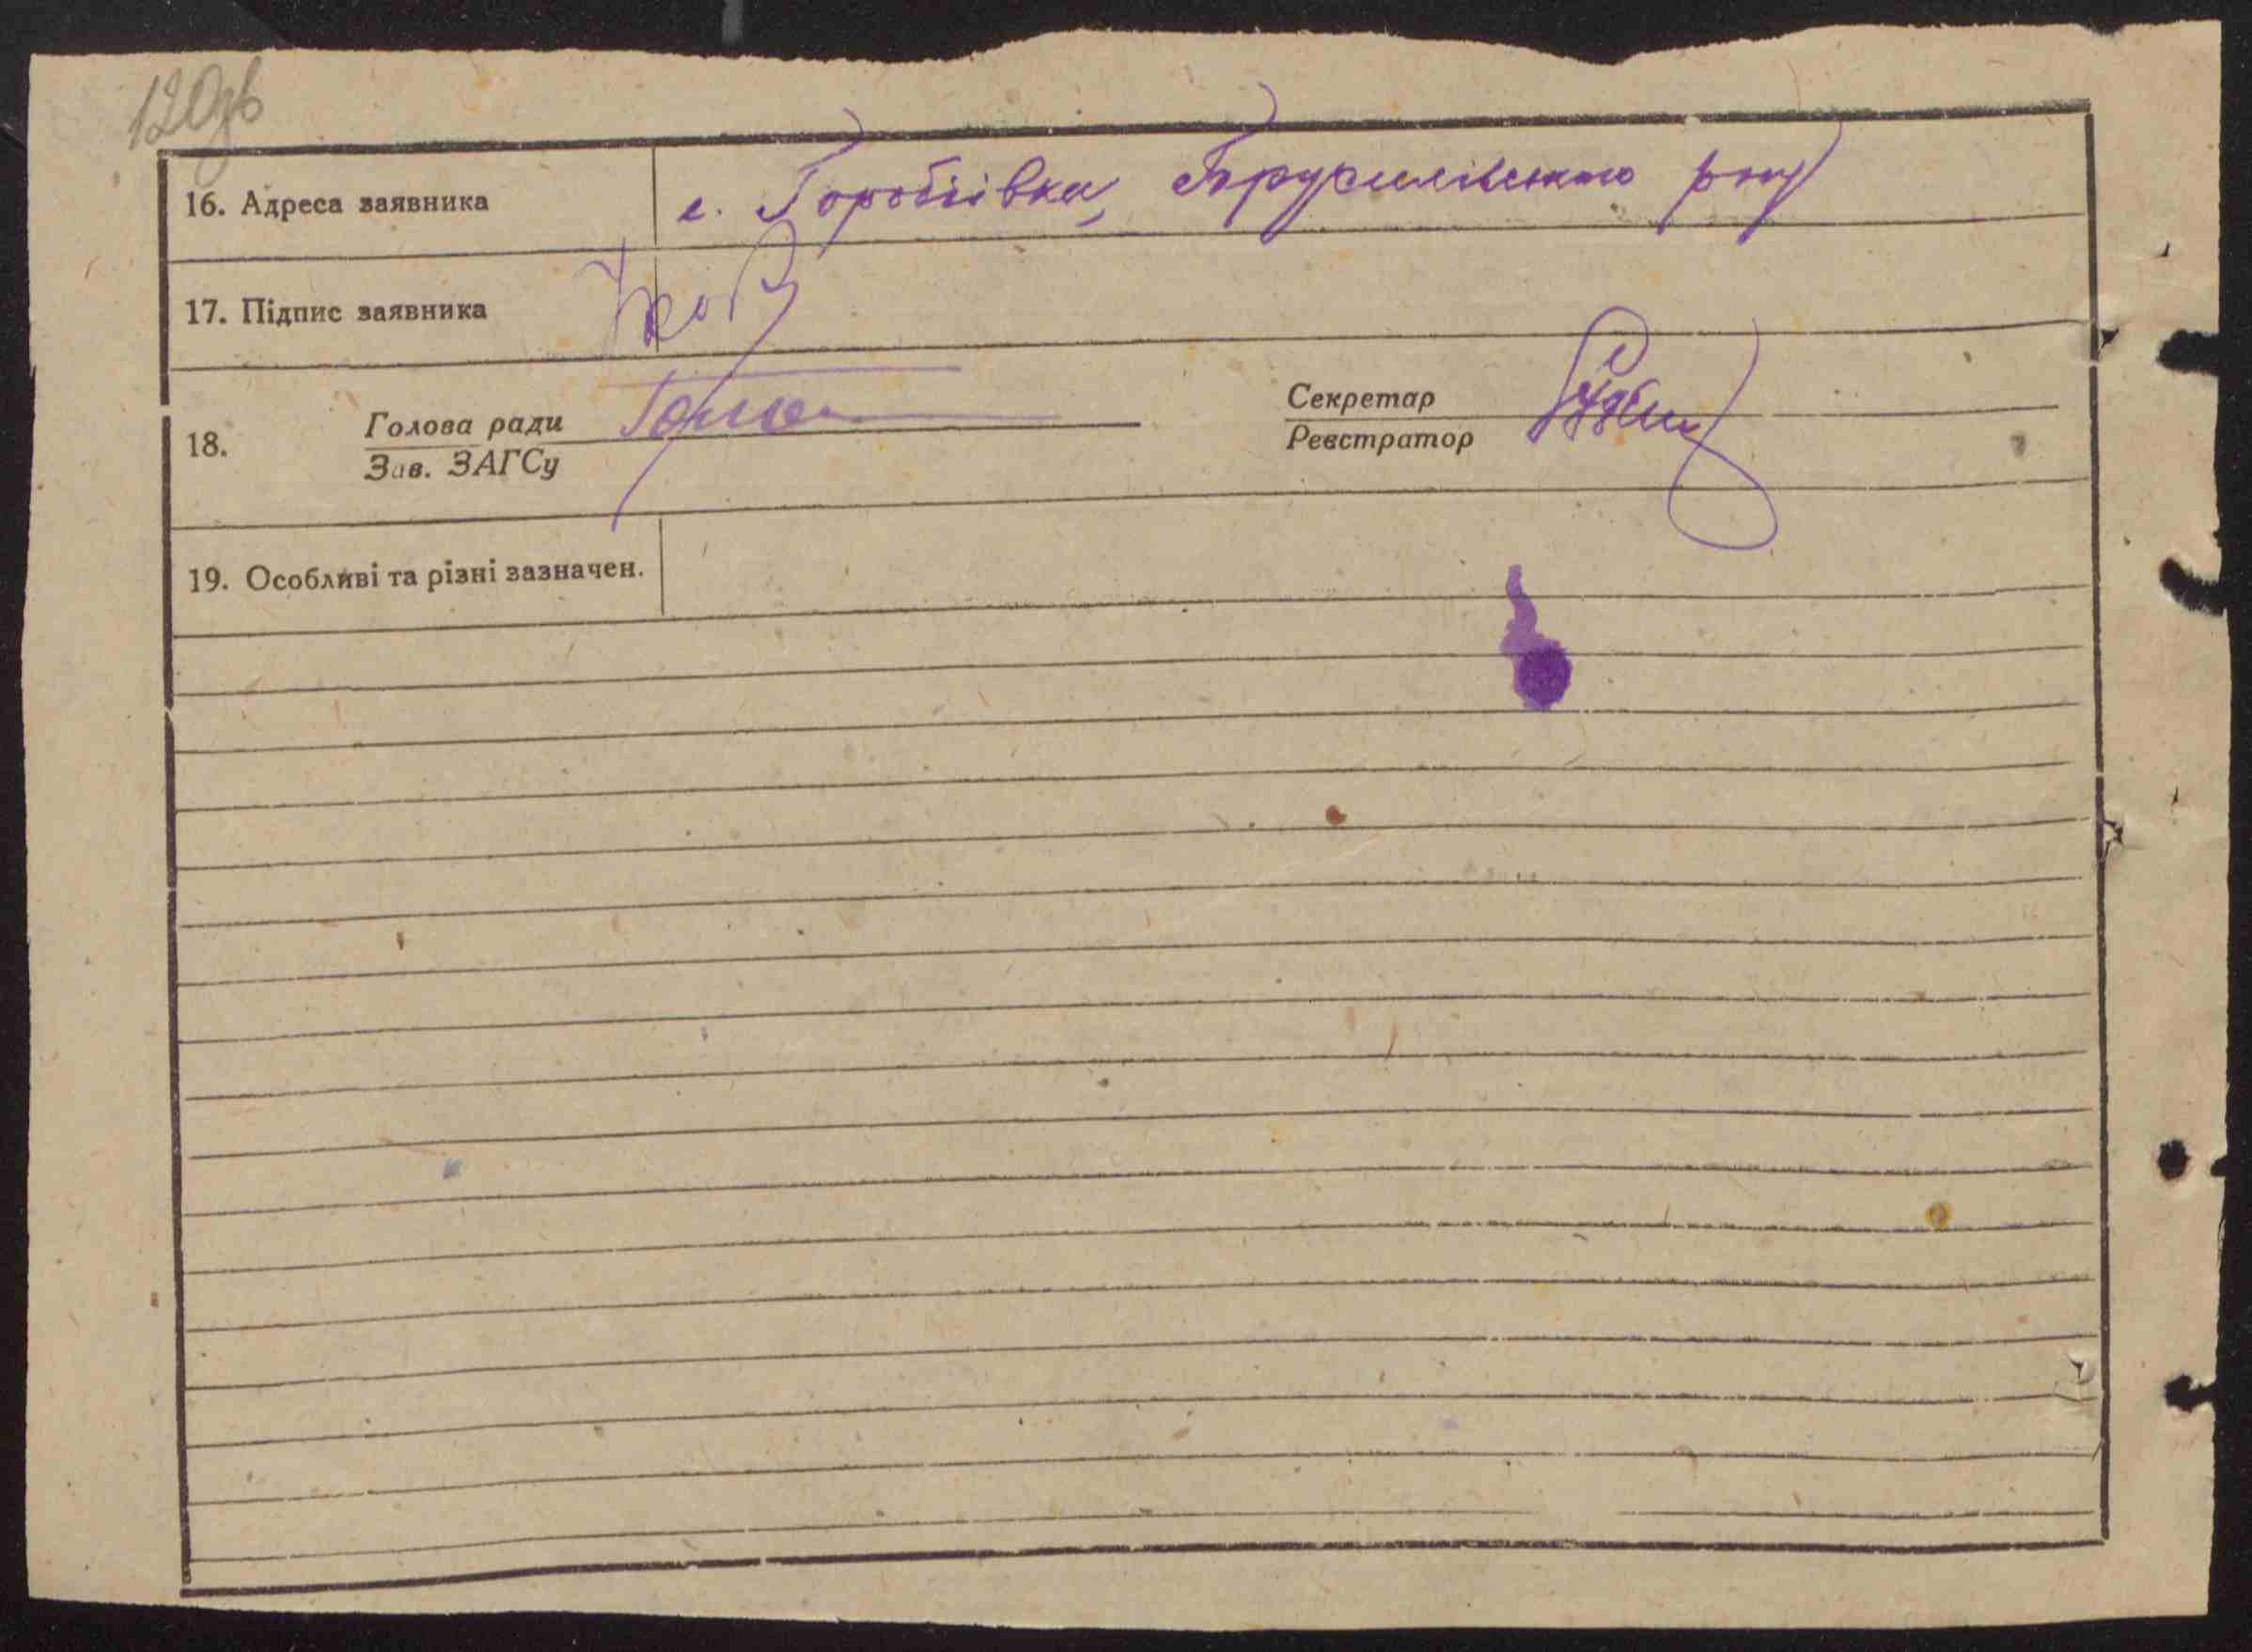 120зв
16. Адреса заявника с. Горобіївка, Брусилівського р-ну
17. Підпис заявника
18. Голова ради Секретар
Зав. ЗАГСу Реєстратор
19. Особливі та різні зазначен.